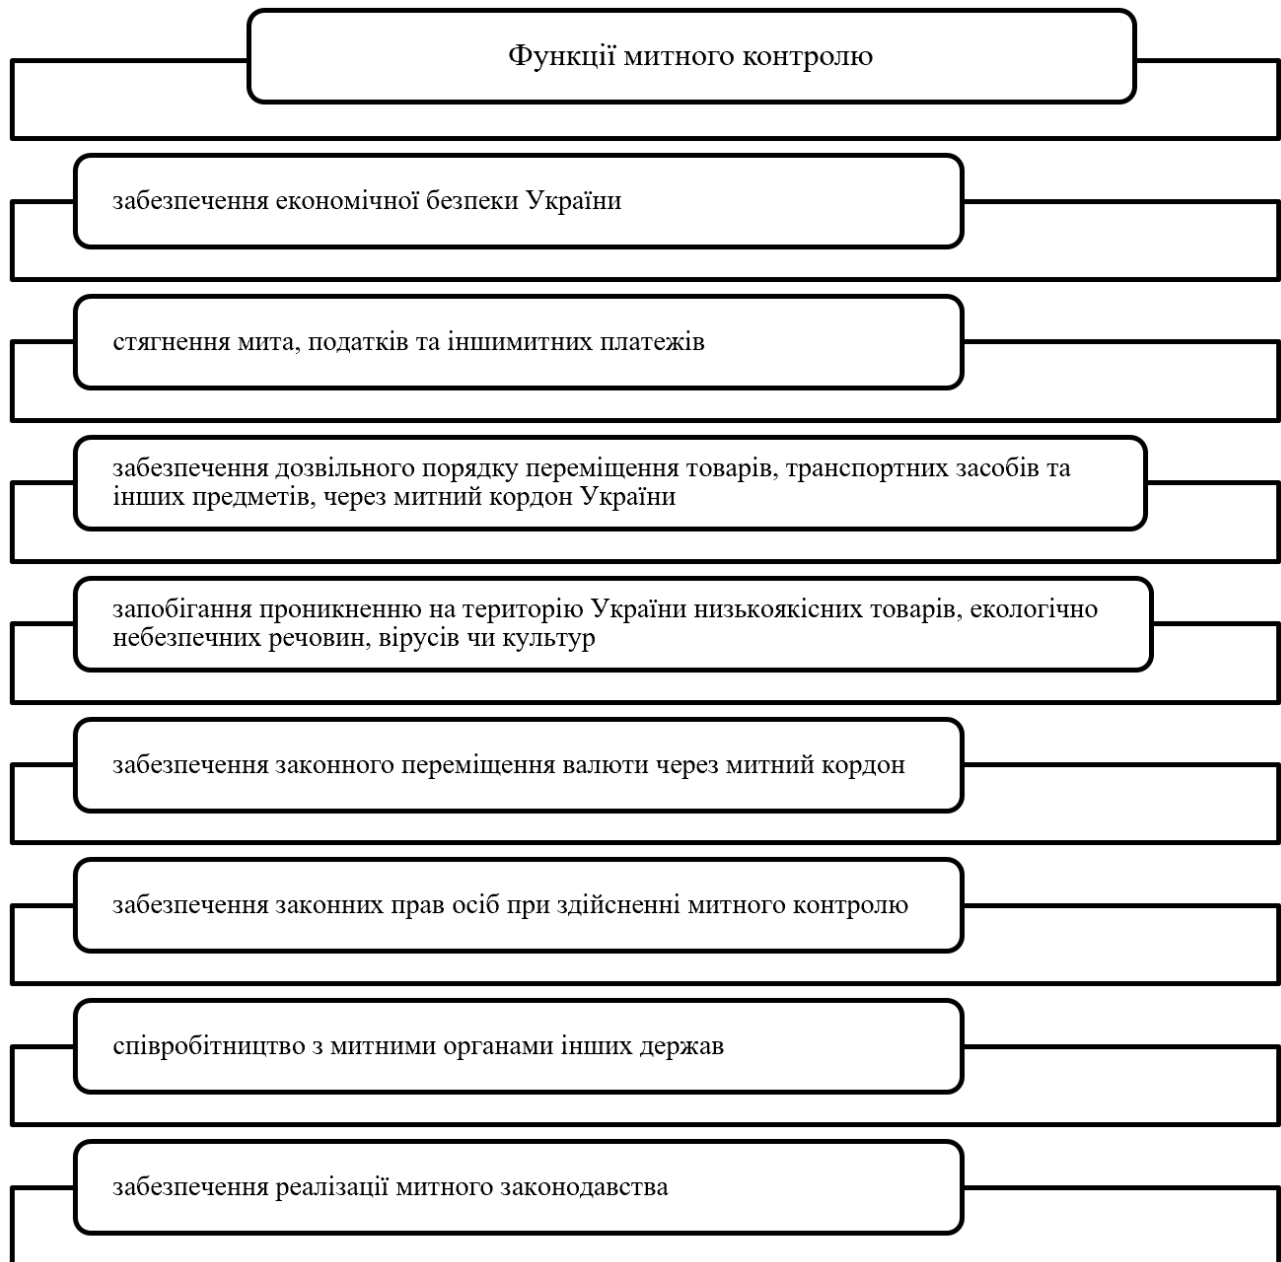 Функції митного контролю
забезпечення економічної безпеки України
стягнення мита, податків та іншимитних платежів
забезпечення дозвільного порядку переміщення товарів, транспортних засобів та
інших предметів, через митний кордон України
запобігання проникненню на територію України низькоякісних товарів, екологічно
небезпечних речовин, вірусів чи культур
забезпечення законного переміщення валюти через митний кордон
забезпечення законних прав осіб при здійсненні митного контролю
співробітництво з митними органами інших держав
забезпечення реалізації митного законодавства